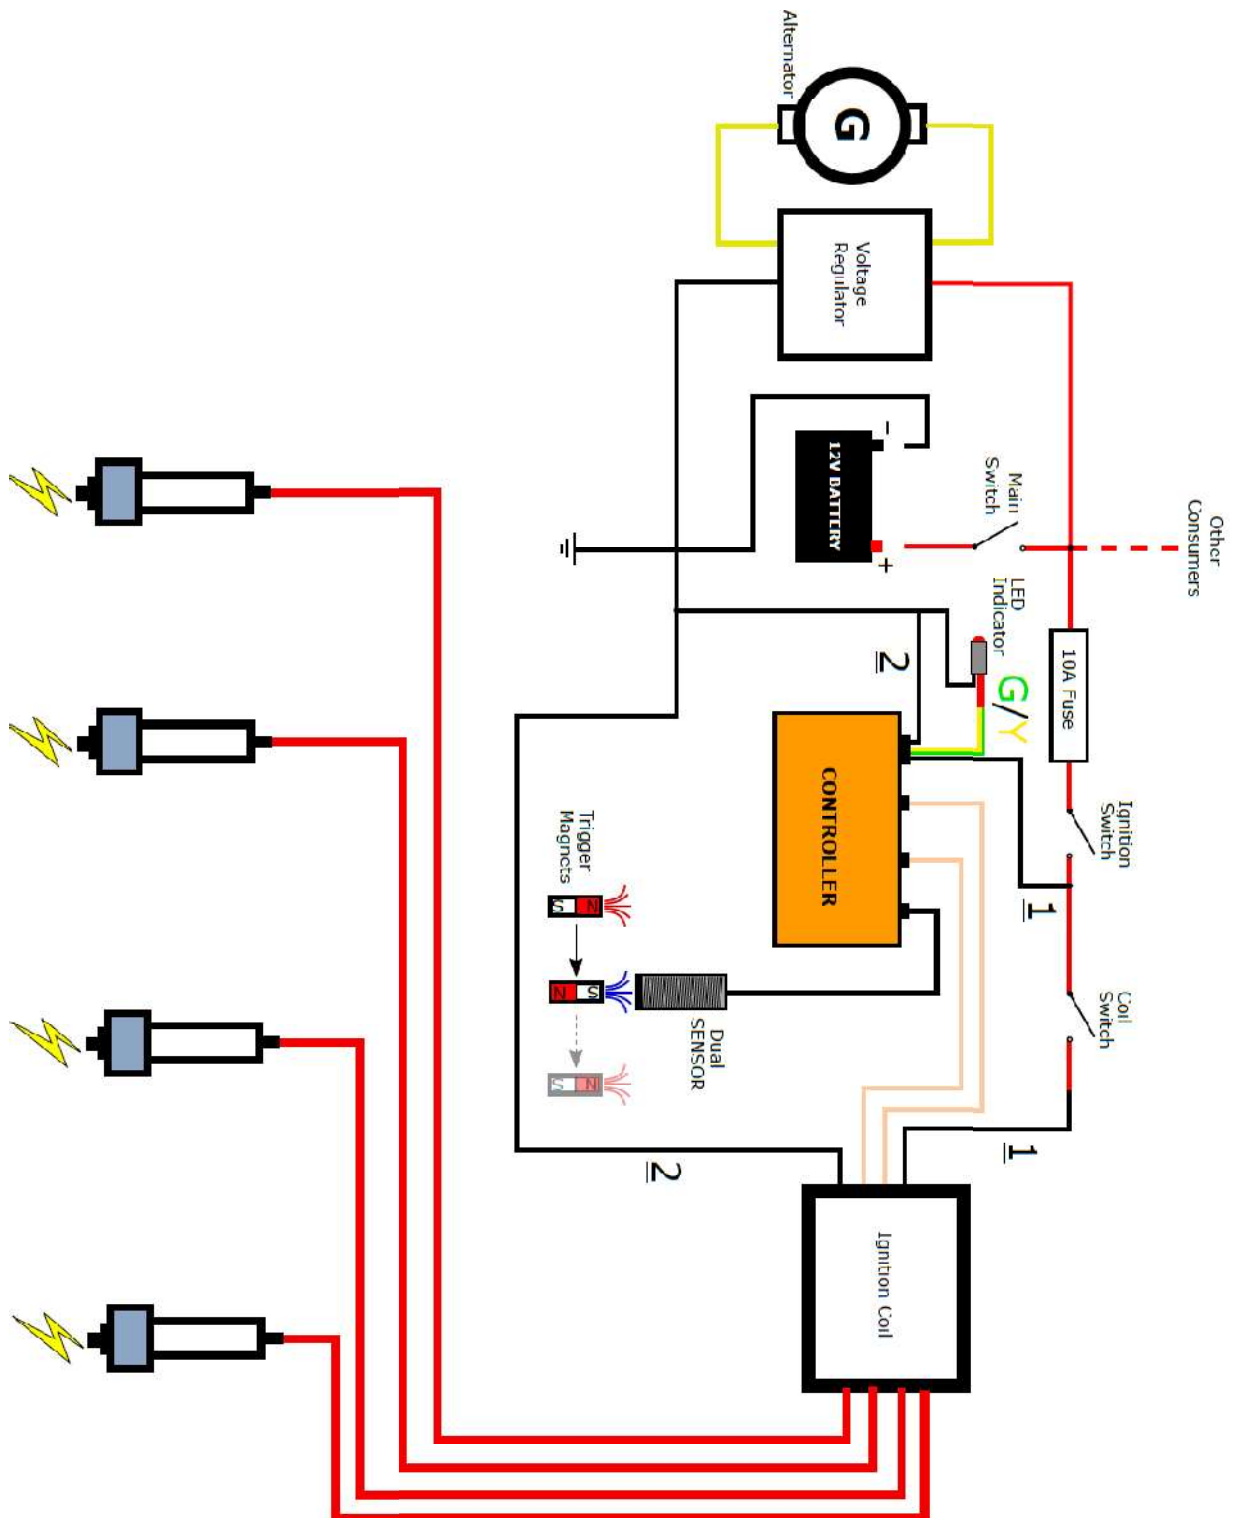 Alternator
G
Voltage
Regulator
-
12V BATTERY
+
Main
Switch
Other
Consumers
LED
Indicator
G/Y
2
10A Fuse
Ignition
Switch
1
CONTROLLER
Trigger
Magnets
N
S
S
N
N
S
Dual
SENSOR
Coil
Switch
1
2
Ignition Coil